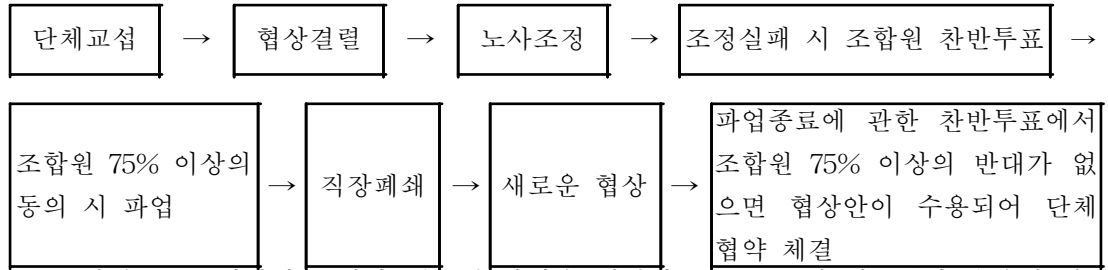 단체교섭 → 협상결렬 → 노사조정 → 조정실패 시 조합원 찬반투표 →
조합원 75% 이상의
동의 시 파업
→ 직장폐쇄 → 새로운 협상 →
파업종료에 관한 찬반투표에서
조합원 75% 이상의 반대가 없
으면 협상안이 수용되어 단체
협약 체결